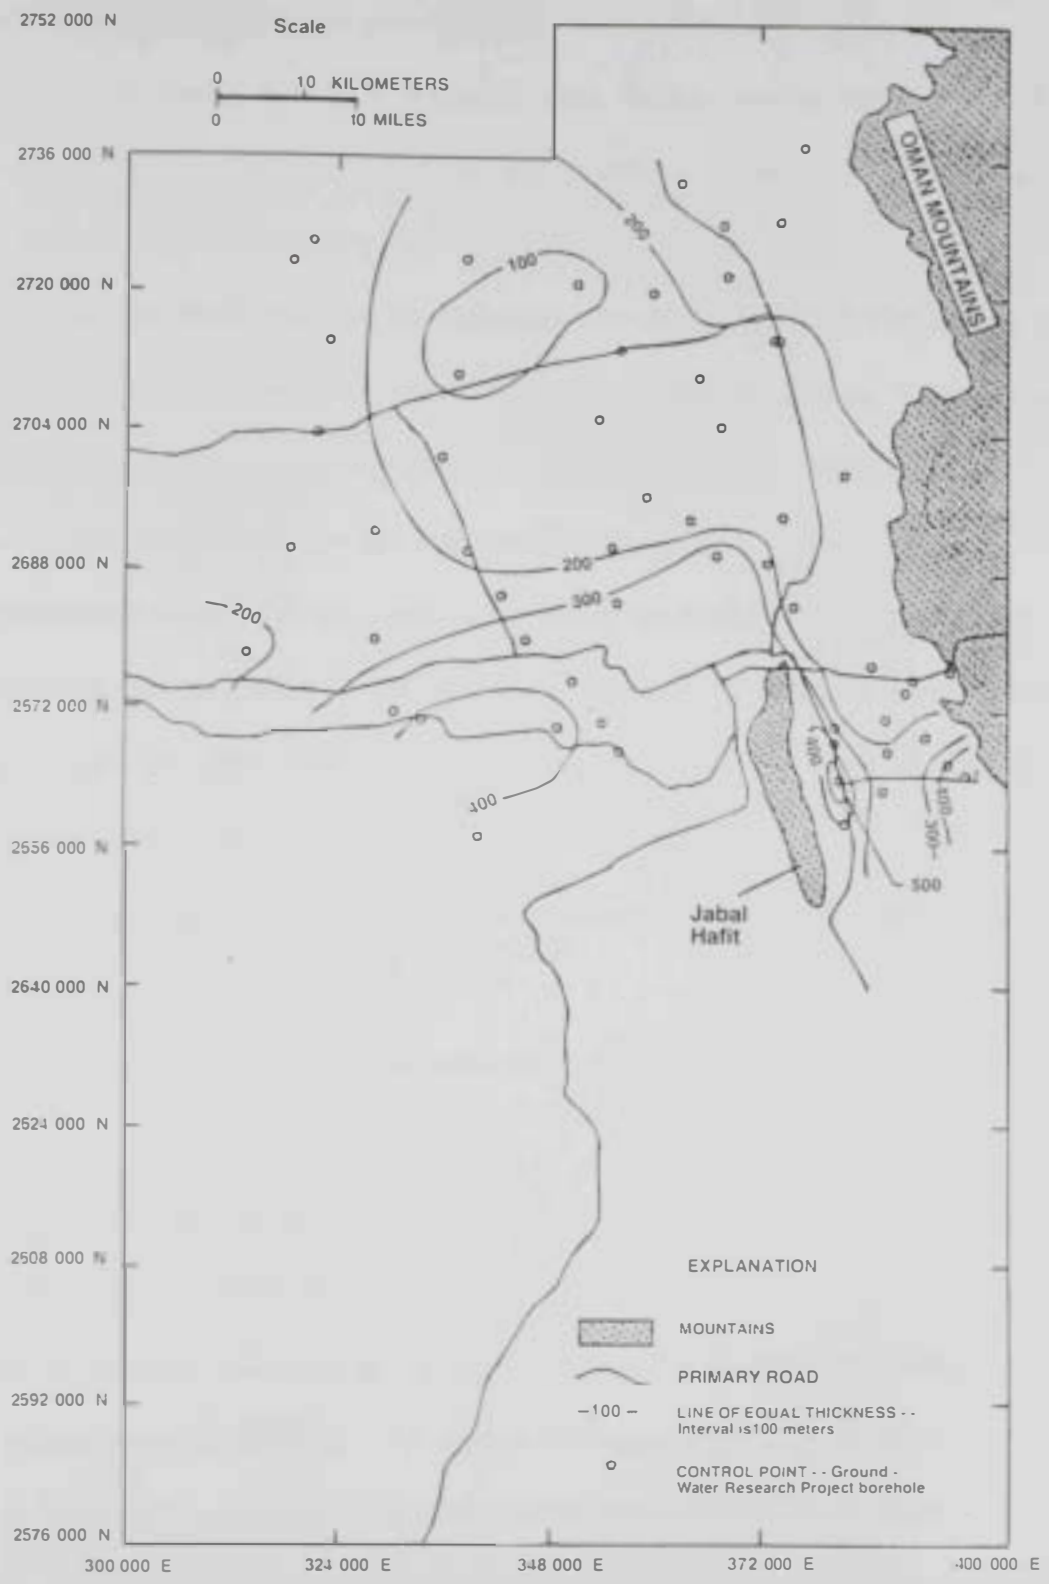 2752 000 N
Scale
0 10 KILOMETERS
0 10 MILES
2736 000 N
OMAN MOUNTAINS
200
100
2720 000 N
2704 000 N
2688 000 N
200
300
200
2572 000 N
400
100
300
400
2556 000 N
500
Jabal
Hafit
2640 000 N
2524 000 N
2508 000 N
EXPLANATION
MOUNTAINS
PRIMARY ROAD
2592 000 N
-100- LINE OF EQUAL THICKNESS --
Interval is100 meters
CONTROL POINT -- Ground-
Water Research Project borehole
2576 000 N
300 000 E 324 000 E 348 000 E 372 000 E 400 000 E